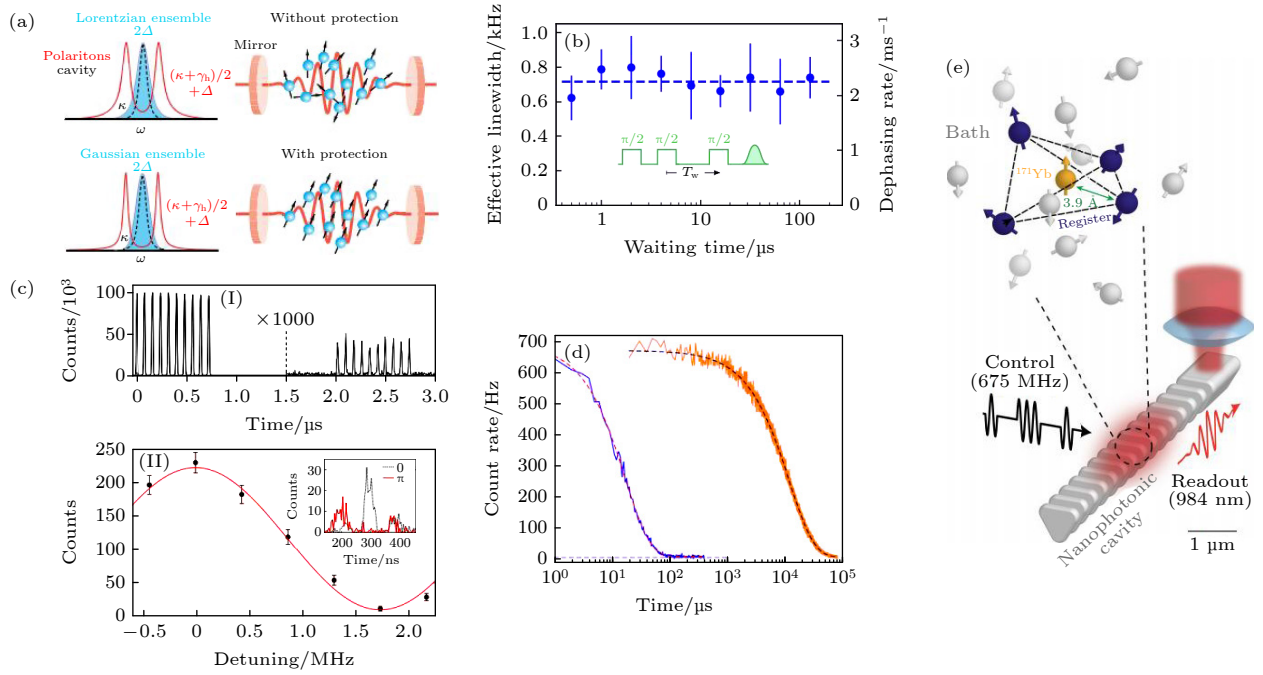 (a)
Lorentzian ensemble
2Δ
Polaritons
cavity
(κ+γh)/2
+Δ
κ
ω
Without protection
Mirror
Gaussian ensemble
2Δ
(κ+γh)/2
+Δ
κ
ω
With protection
(b)
Effective linewidth/kHz
1.0
0.8
0.6
0.4
0.2
0
π/2
π/2
π/2
Tw
1
10
100
Waiting time/μs
3
2
1
0
Dephasing rate/ms−1
(c)
(I)
Counts/10³
100
50
0
×1000
0
0.5
1.0
1.5
2.0
2.5
3.0
Time/μs
(II)
Counts
250
200
150
100
50
0
−0.5
0
0.5
1.0
1.5
2.0
Detuning/MHz
Counts
30
20
10
0
0
π
200
300
400
Time/ns
(d)
Count rate/Hz
700
600
500
400
300
200
100
0
10⁰
10¹
10²
10³
10⁴
10⁵
Time/μs
(e)
Bath
¹⁷¹Yb
3.9 Å
Register
Control
(675 MHz)
Readout
(984 nm)
Nanophotonic
cavity
1 μm